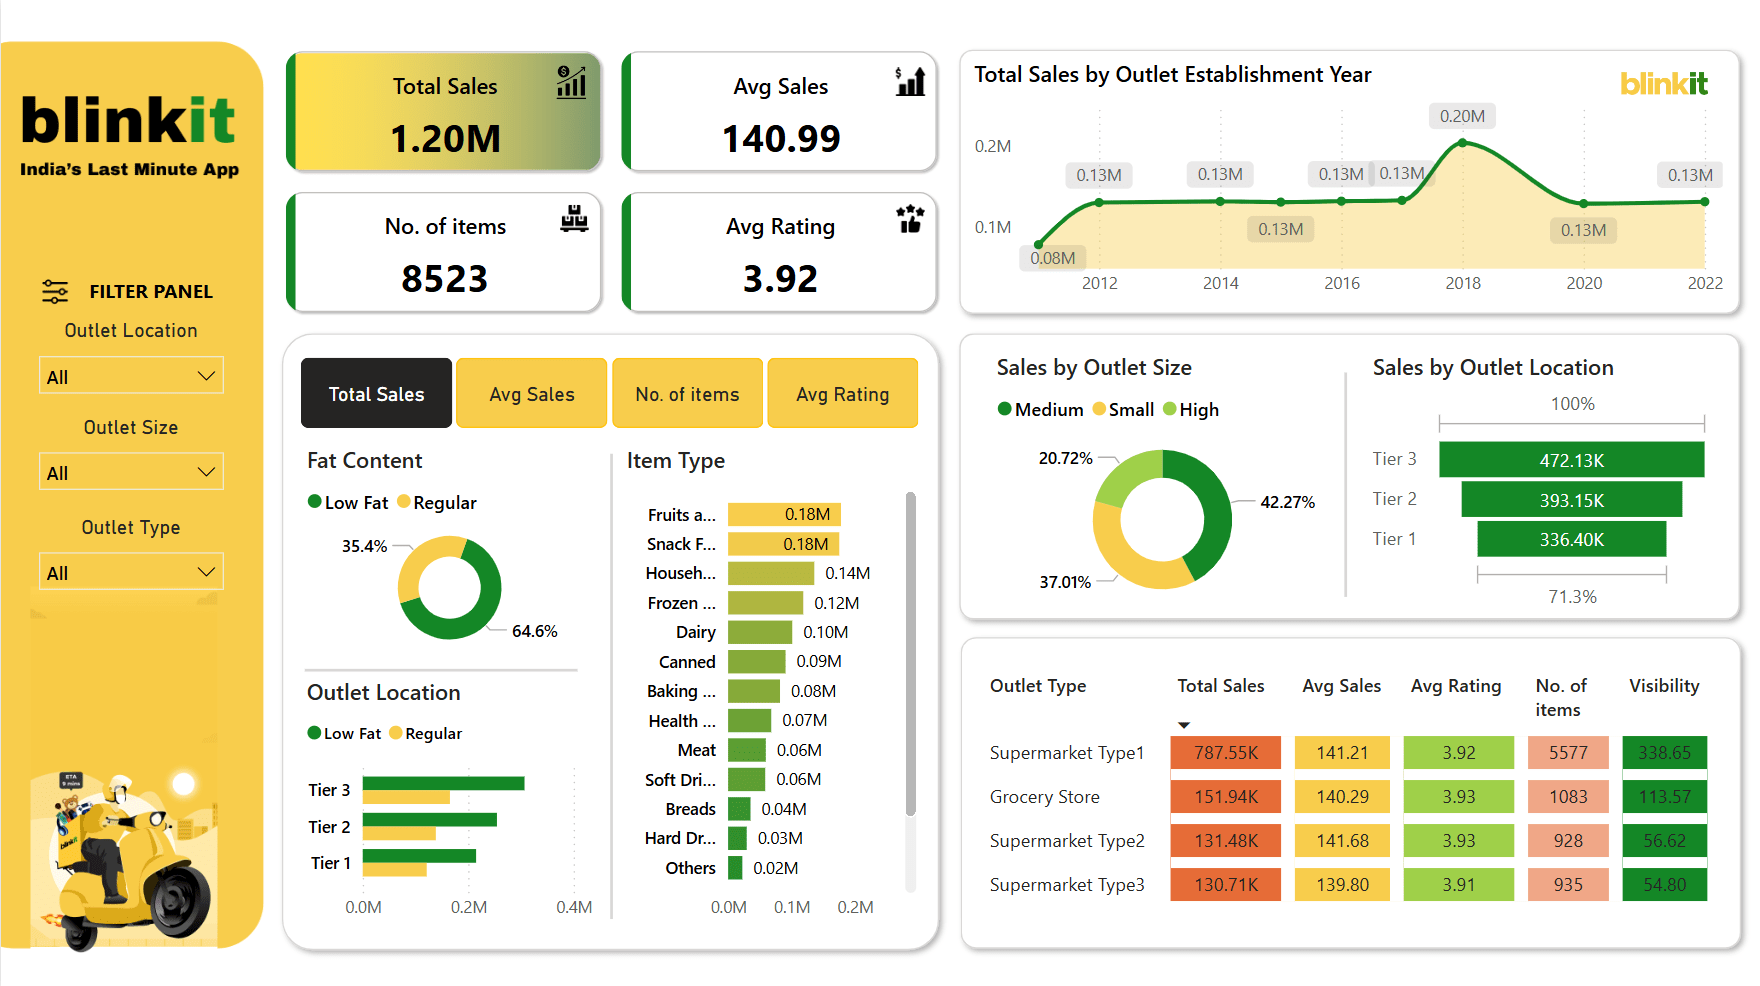 blinkit
India's Last Minute App
FILTER PANEL
Outlet Location
All
Outlet Size
All
Outlet Type
All
ETA
9 mins
blinkit
Total Sales
1.20M
Avg Sales
140.99
No. of items
8523
Avg Rating
3.92
Total Sales by Outlet Establishment Year
blinkit
0.2M
0.1M
0.08M
0.13M
0.13M
0.13M
0.13M
0.13M
0.20M
0.13M
0.13M
2012
2014
2016
2018
2020
2022
Total Sales
Avg Sales
No. of items
Avg Rating
Fat Content
Low Fat
Regular
35.4%
64.6%
Outlet Location
Low Fat
Regular
Tier 3
Tier 2
Tier 1
0.0M
0.2M
0.4M
Item Type
Fruits a... 0.18M
Snack F... 0.18M
Househ... 0.14M
Frozen ... 0.12M
Dairy 0.10M
Canned 0.09M
Baking ... 0.08M
Health ... 0.07M
Meat 0.06M
Soft Dri... 0.06M
Breads 0.04M
Hard Dr... 0.03M
Others 0.02M
0.0M
0.1M
0.2M
Sales by Outlet Size
Medium
Small
High
20.72%
42.27%
37.01%
Sales by Outlet Location
100%
Tier 3 472.13K
Tier 2 393.15K
Tier 1 336.40K
71.3%
Outlet Type Total Sales Avg Sales Avg Rating No. of items Visibility
Supermarket Type1 787.55K 141.21 3.92 5577 338.65
Grocery Store 151.94K 140.29 3.93 1083 113.57
Supermarket Type2 131.48K 141.68 3.93 928 56.62
Supermarket Type3 130.71K 139.80 3.91 935 54.80